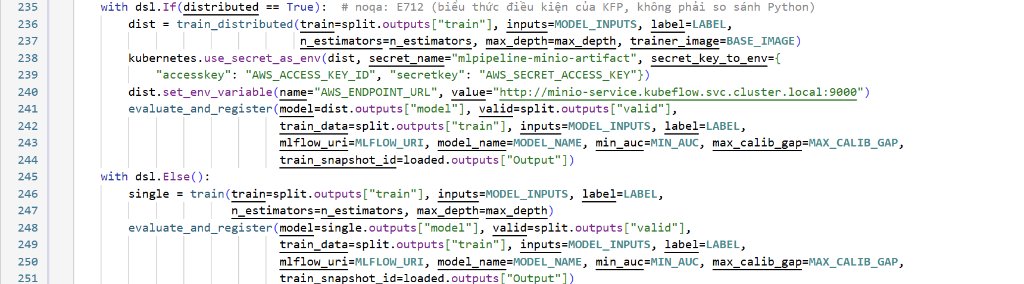 235 with dsl.If(distributed == True):  # noqa: E712 (biểu thức điều kiện của KFP, không phải so sánh Python)
236     dist = train_distributed(train=split.outputs["train"], inputs=MODEL_INPUTS, label=LABEL,
237                              n_estimators=n_estimators, max_depth=max_depth, trainer_image=BASE_IMAGE)
238     kubernetes.use_secret_as_env(dist, secret_name="mlpipeline-minio-artifact", secret_key_to_env={
239         "accesskey": "AWS_ACCESS_KEY_ID", "secretkey": "AWS_SECRET_ACCESS_KEY"})
240     dist.set_env_variable(name="AWS_ENDPOINT_URL", value="http://minio-service.kubeflow.svc.cluster.local:9000")
241     evaluate_and_register(model=dist.outputs["model"], valid=split.outputs["valid"],
242                           train_data=split.outputs["train"], inputs=MODEL_INPUTS, label=LABEL,
243                           mlflow_uri=MLFLOW_URI, model_name=MODEL_NAME, min_auc=MIN_AUC, max_calib_gap=MAX_CALIB_GAP,
244                           train_snapshot_id=loaded.outputs["Output"])
245 with dsl.Else():
246     single = train(train=split.outputs["train"], inputs=MODEL_INPUTS, label=LABEL,
247                    n_estimators=n_estimators, max_depth=max_depth)
248     evaluate_and_register(model=single.outputs["model"], valid=split.outputs["valid"],
249                           train_data=split.outputs["train"], inputs=MODEL_INPUTS, label=LABEL,
250                           mlflow_uri=MLFLOW_URI, model_name=MODEL_NAME, min_auc=MIN_AUC, max_calib_gap=MAX_CALIB_GAP,
251                           train_snapshot_id=loaded.outputs["Output"])